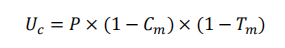 U_c = P × (1 − C_m) × (1 − T_m)